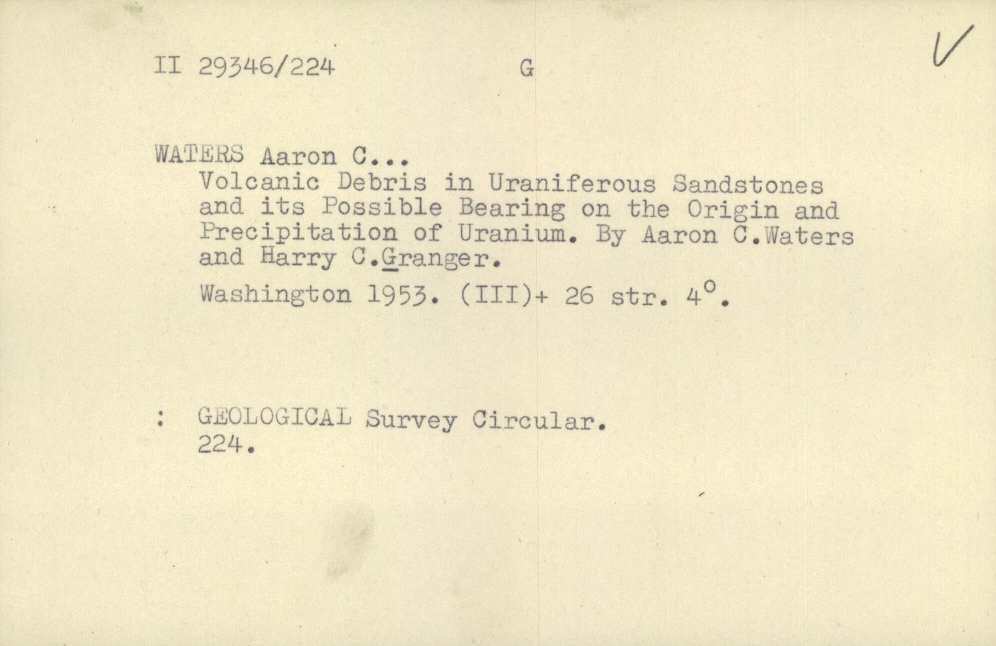 II 29346/224 G
WATERS Aaron C...
Volcanic Debris in Uraniferous Sandstones
and its Possible Bearing on the Origin and
Precipitation of Uranium. By Aaron C.Waters
and Harry C.Granger.
Washington 1953. (III)+ 26 str. 4°.
: GEOLOGICAL Survey Circular.
224.